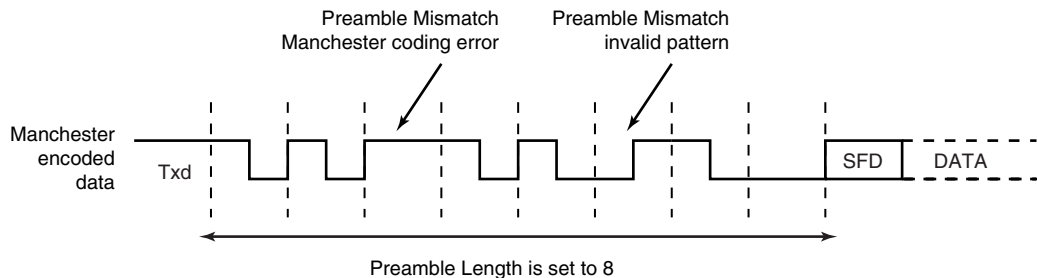 Preamble Mismatch
Manchester coding error
Preamble Mismatch
invalid pattern
Manchester
encoded
data
Txd
SFD
DATA
Preamble Length is set to 8